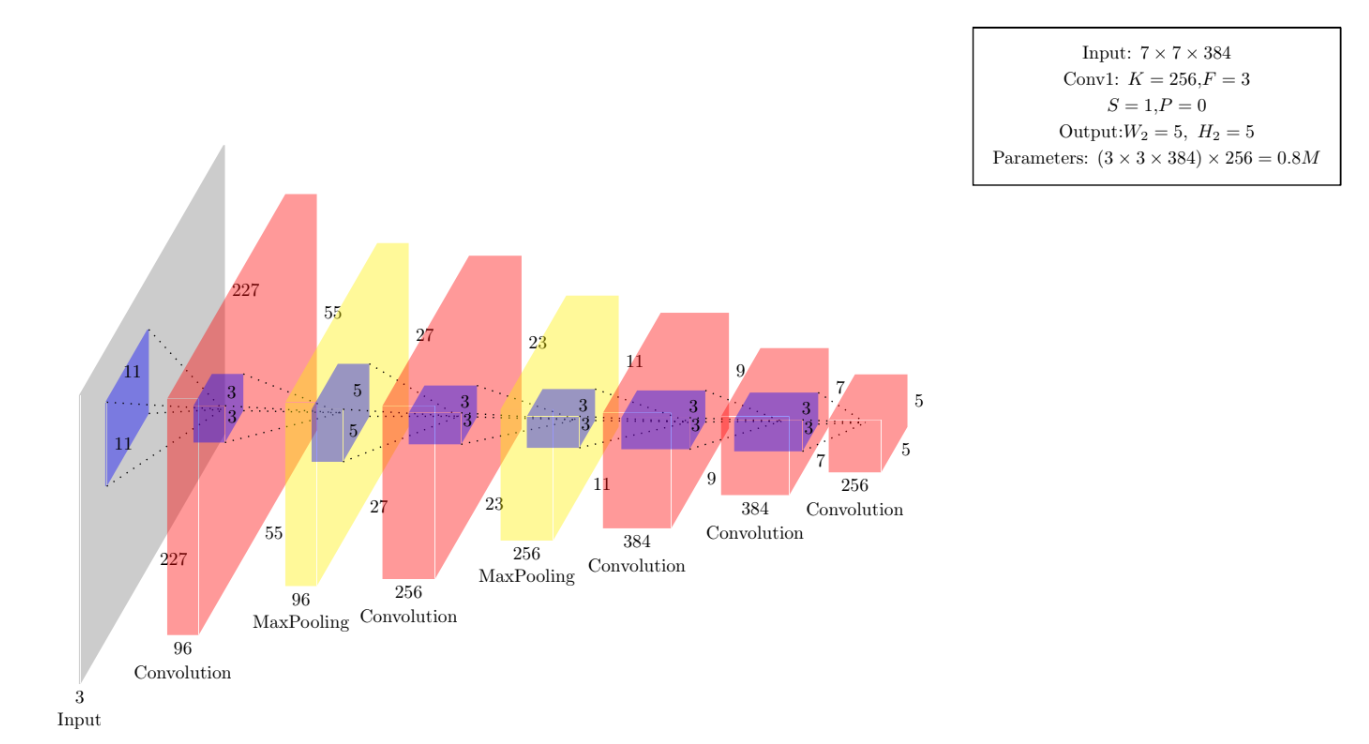 Input: 7 × 7 × 384
Conv1: K = 256,F = 3
S = 1,P = 0
Output:W₂ = 5, H₂ = 5
Parameters: (3 × 3 × 384) × 256 = 0.8M
227
55
27
23
11
9
7
5
11
3
5
3
3
3
3
11
3
5
3
3
3
3
227
55
27
23
11
9
7
5
3
Input
96
Convolution
96
MaxPooling
256
Convolution
256
MaxPooling
384
Convolution
384
Convolution
256
Convolution